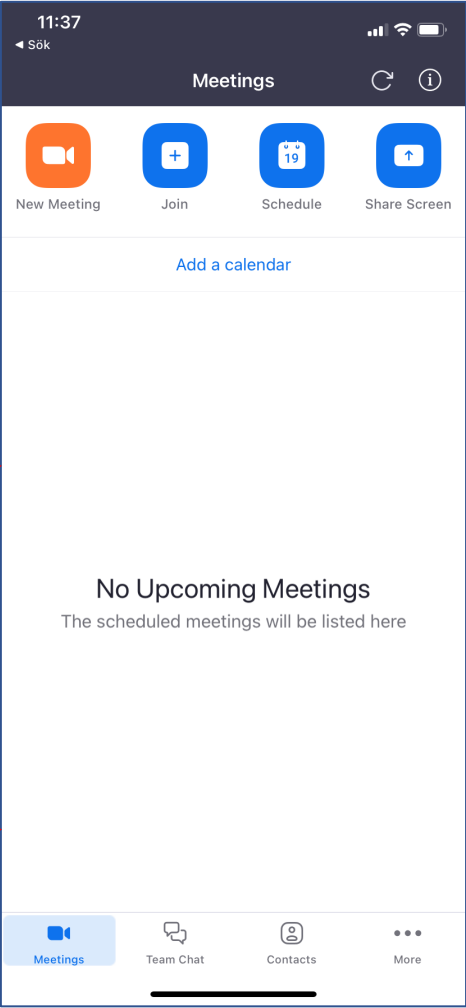 11:37
◀ Sök
Meetings
New Meeting
Join
19
Schedule
Share Screen
Add a calendar
No Upcoming Meetings
The scheduled meetings will be listed here
Meetings
Team Chat
Contacts
More